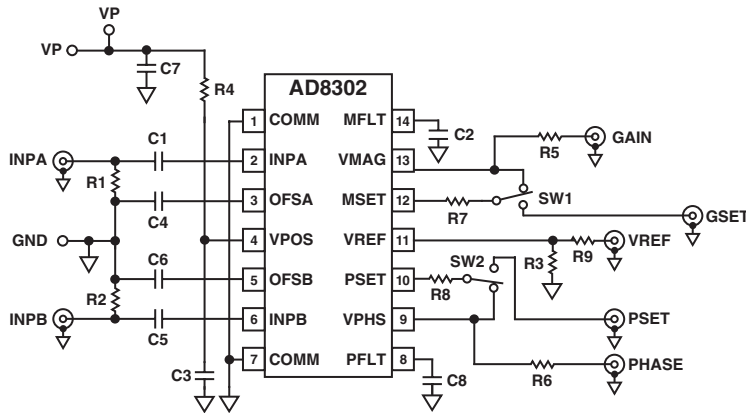 VP
VP
C7
R4
AD8302
1 COMM MFLT 14
C2
R5
GAIN
C1
INPA
2 INPA VMAG 13
R1
SW1
3 OFSA MSET 12
R7
C4
GSET
GND
4 VPOS VREF 11
R9
VREF
C6
SW2
R3
5 OFSB PSET 10
R8
R2
INPB
6 INPB VPHS 9
PSET
C5
C3
7 COMM PFLT 8
C8
R6
PHASE